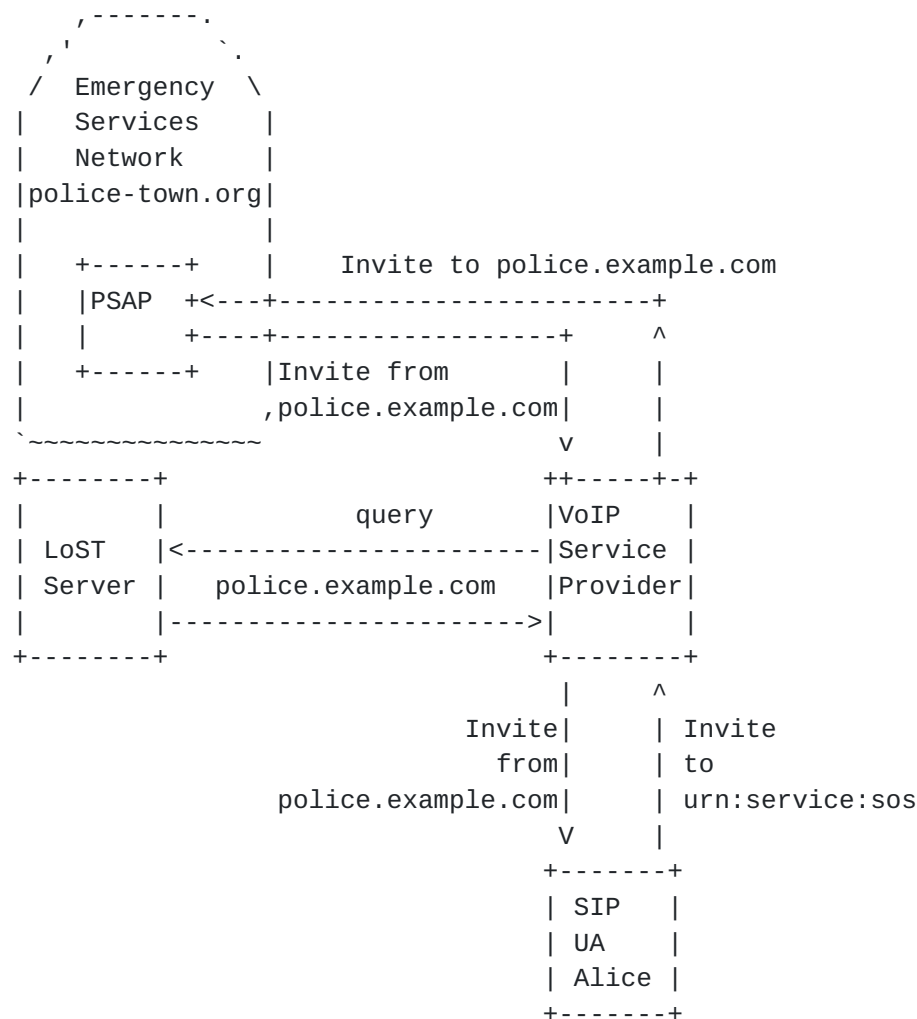 Emergency
Services
Network
police-town.org
Invite to police.example.com
PSAP
Invite from
police.example.com
query
VoIP
LoST
Service
Server
police.example.com
Provider
Invite
Invite
from
to
police.example.com
urn:service:sos
SIP
UA
Alice